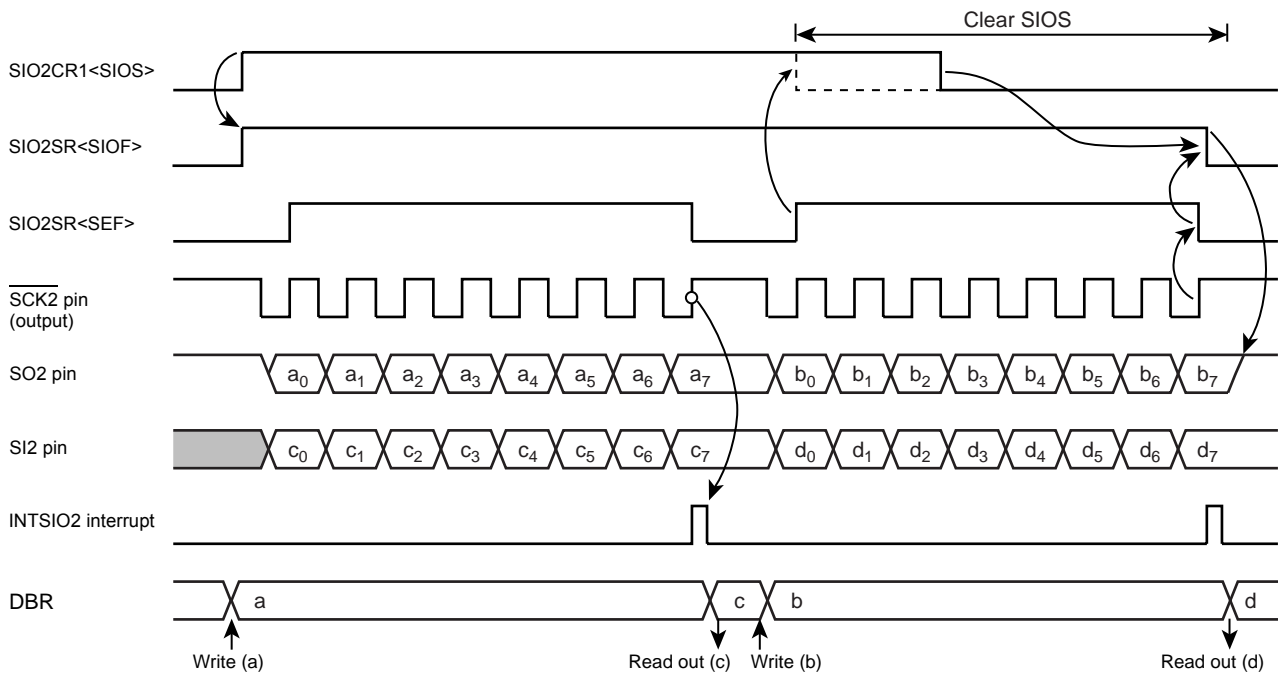 Clear SIOS
SIO2CR1<SIOS>
SIO2SR<SIOF>
SIO2SR<SEF>
SCK2 pin
(output)
SO2 pin
a0 a1 a2 a3 a4 a5 a6 a7 b0 b1 b2 b3 b4 b5 b6 b7
SI2 pin
c0 c1 c2 c3 c4 c5 c6 c7 d0 d1 d2 d3 d4 d5 d6 d7
INTSIO2 interrupt
DBR a c b d
Write (a) Read out (c) Write (b) Read out (d)